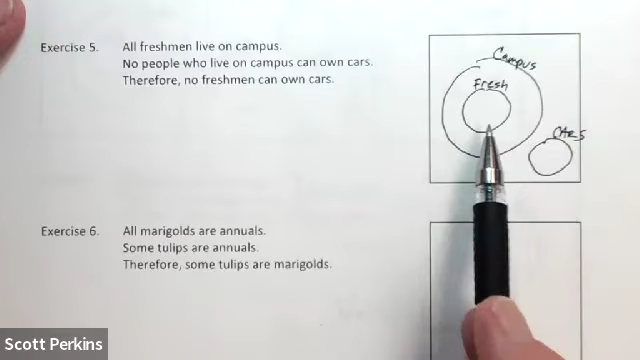 Exercise 5. All freshmen live on campus.
No people who live on campus can own cars.
Therefore, no freshmen can own cars.
Campus
Fresh
CARS
Exercise 6. All marigolds are annuals.
Some tulips are annuals.
Therefore, some tulips are marigolds.
Scott Perkins